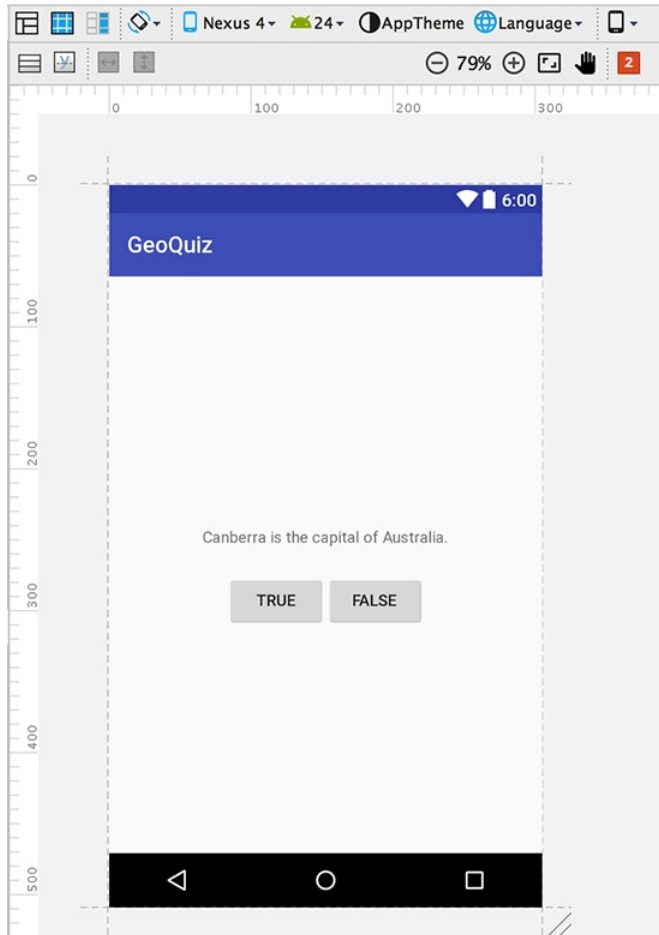 Nexus 4 24 AppTheme Language
79% 2
0 100 200 300
6:00
GeoQuiz
0
100
200
300
400
500
Canberra is the capital of Australia.
TRUE FALSE